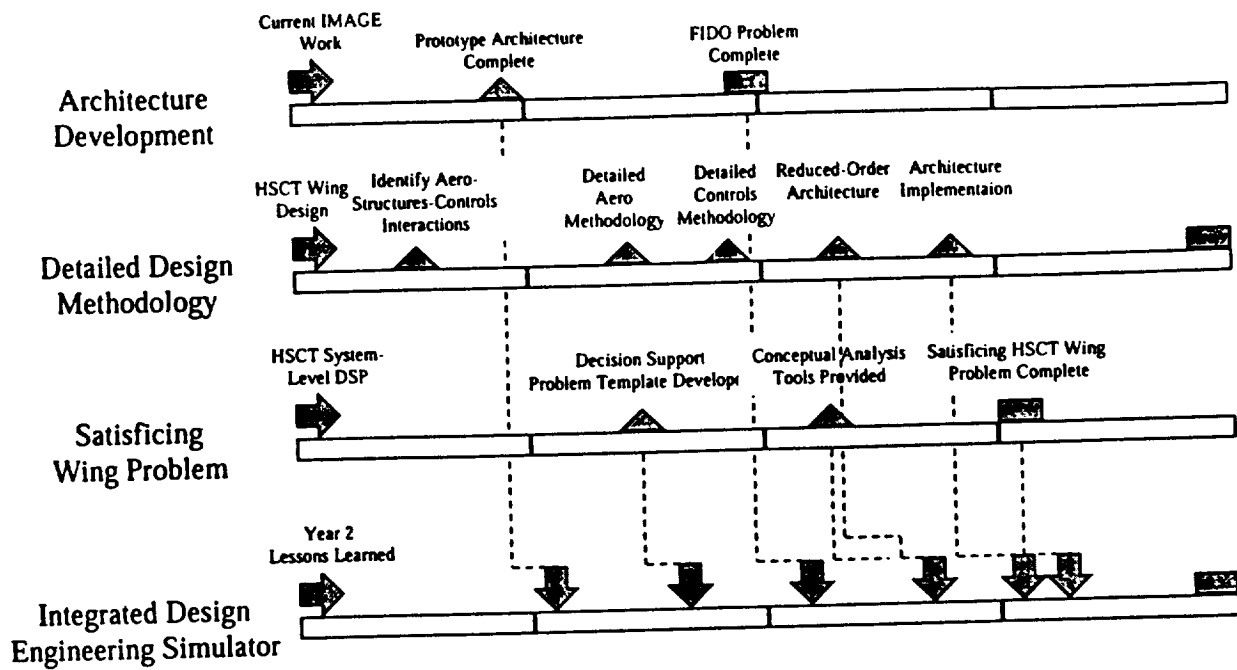 Current IMAGE
Work
Prototype Architecture
Complete
FIDO Problem
Complete
Architecture
Development
HSCT Wing
Design
Identify Aero-
Structures-Controls
Interactions
Detailed
Aero
Methodology
Detailed
Controls
Methodology
Reduced-Order
Architecture
Architecture
Implementaion
Detailed Design
Methodology
HSCT System-
Level DSP
Decision Support
Problem Template Develope
Conceptual Analysis
Tools Provided
Satisficing HSCT Wing
Problem Complete
Satisficing
Wing Problem
Year 2
Lessons Learned
Integrated Design
Engineering Simulator